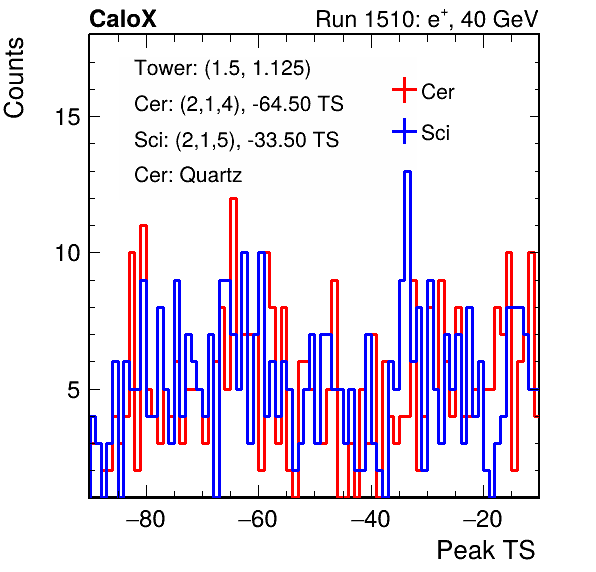 CaloX Run 1510: e+, 40 GeV
Counts
Tower: (1.5, 1.125)
Cer: (2,1,4), -64.50 TS
Sci: (2,1,5), -33.50 TS
Cer: Quartz
Cer
Sci
15
10
5
−80 −60 −40 −20
Peak TS